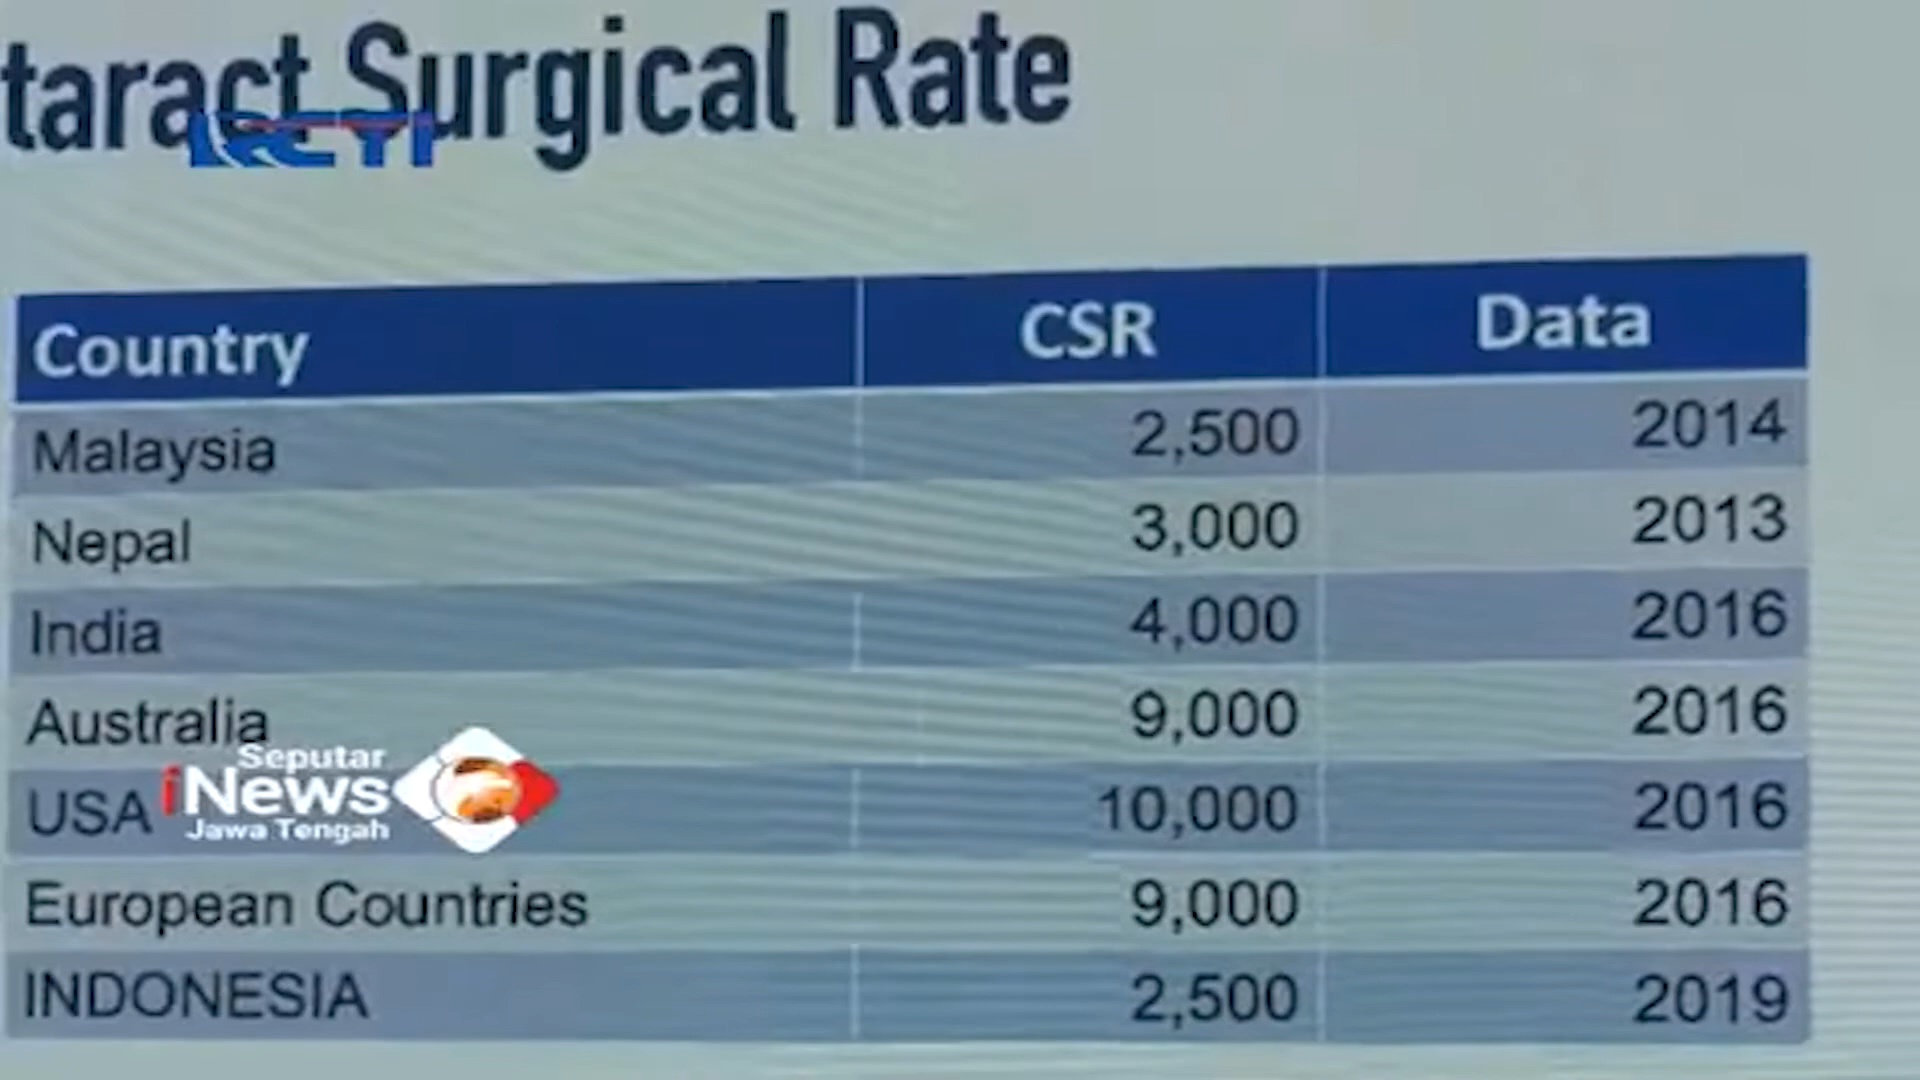 taract Surgical Rate
RCTI
Country CSR Data
Malaysia 2,500 2014
Nepal 3,000 2013
India 4,000 2016
Australia 9,000 2016
USA 10,000 2016
European Countries 9,000 2016
INDONESIA 2,500 2019
Seputar
iNews
Jawa Tengah